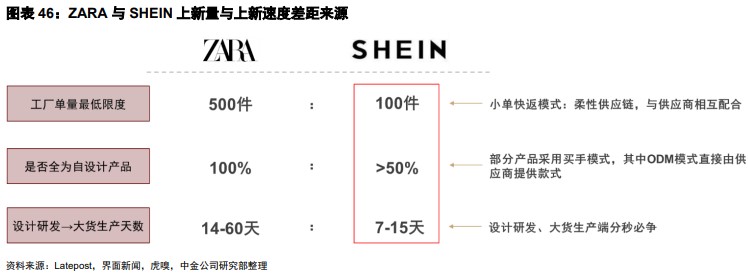 图表 46：ZARA 与 SHEIN 上新量与上新速度差距来源
ZARA SHEIN
工厂单量最低限度 500件 : 100件 小单快返模式：柔性供应链，与供应商相互配合
是否全为自设计产品 100% : >50% 部分产品采用买手模式，其中ODM模式直接由供
应商提供款式
设计研发→大货生产天数 14-60天 : 7-15天 设计研发、大货生产端分秒必争
资料来源：Latepost，界面新闻，虎嗅，中金公司研究部整理